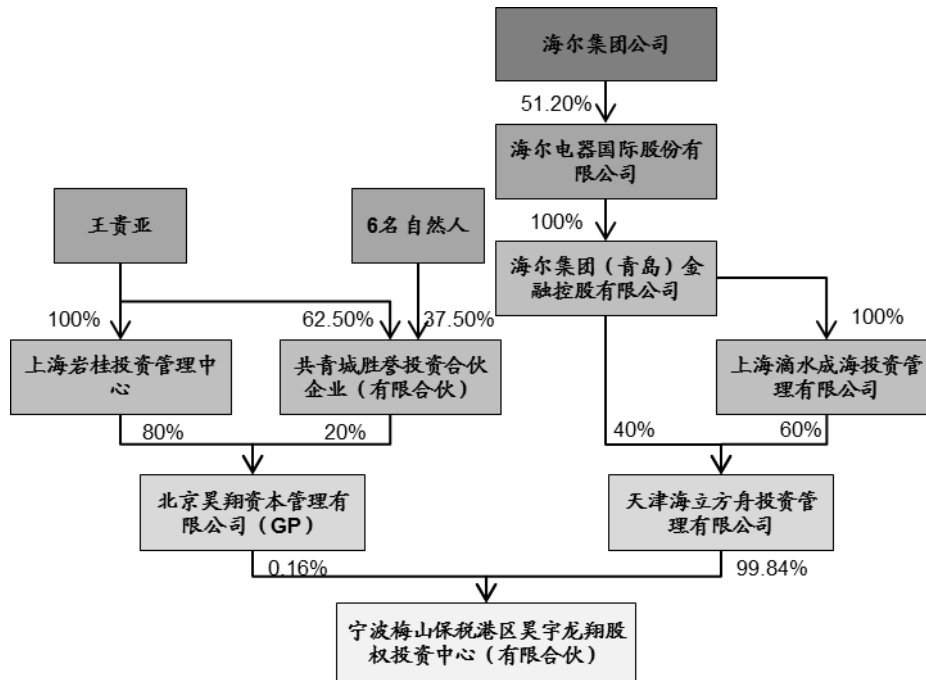 海尔集团公司
51.20%
海尔电器国际股份有
限公司
王贵亚
6名自然人
100%
海尔集团（青岛）金
融控股有限公司
100%
62.50%
37.50%
100%
上海岩桂投资管理中
心
共青城胜誉投资合伙
企业（有限合伙）
上海滴水成海投资管
理有限公司
80%
20%
40%
60%
北京昊翔资本管理有
限公司（GP）
天津海立方舟投资管
理有限公司
0.16%
99.84%
宁波梅山保税港区昊宇龙翔股
权投资中心（有限合伙）